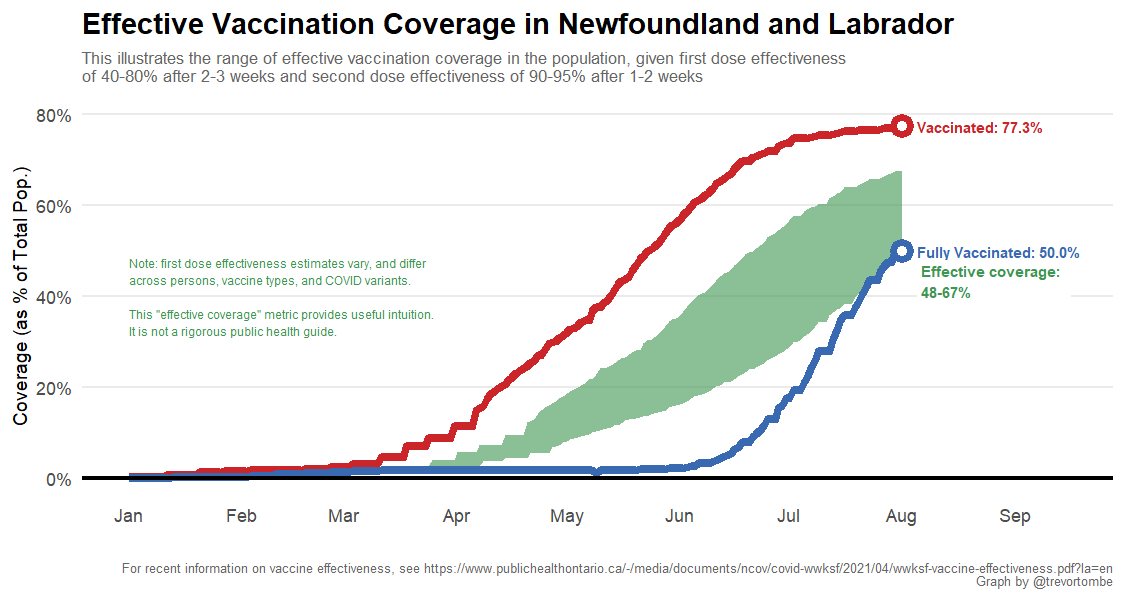 Effective Vaccination Coverage in Newfoundland and Labrador
This illustrates the range of effective vaccination coverage in the population, given first dose effectiveness
of 40-80% after 2-3 weeks and second dose effectiveness of 90-95% after 1-2 weeks
Coverage (as % of Total Pop.)
80%
60%
40%
20%
0%
Vaccinated: 77.3%
Fully Vaccinated: 50.0%
Effective coverage:
48-67%
Note: first dose effectiveness estimates vary, and differ
across persons, vaccine types, and COVID variants.
This "effective coverage" metric provides useful intuition.
It is not a rigorous public health guide.
Jan Feb Mar Apr May Jun Jul Aug Sep
For recent information on vaccine effectiveness, see https://www.publichealthontario.ca/-/media/documents/ncov/covid-wwksf/2021/04/wwksf-vaccine-effectiveness.pdf?la=en
Graph by @trevortombe